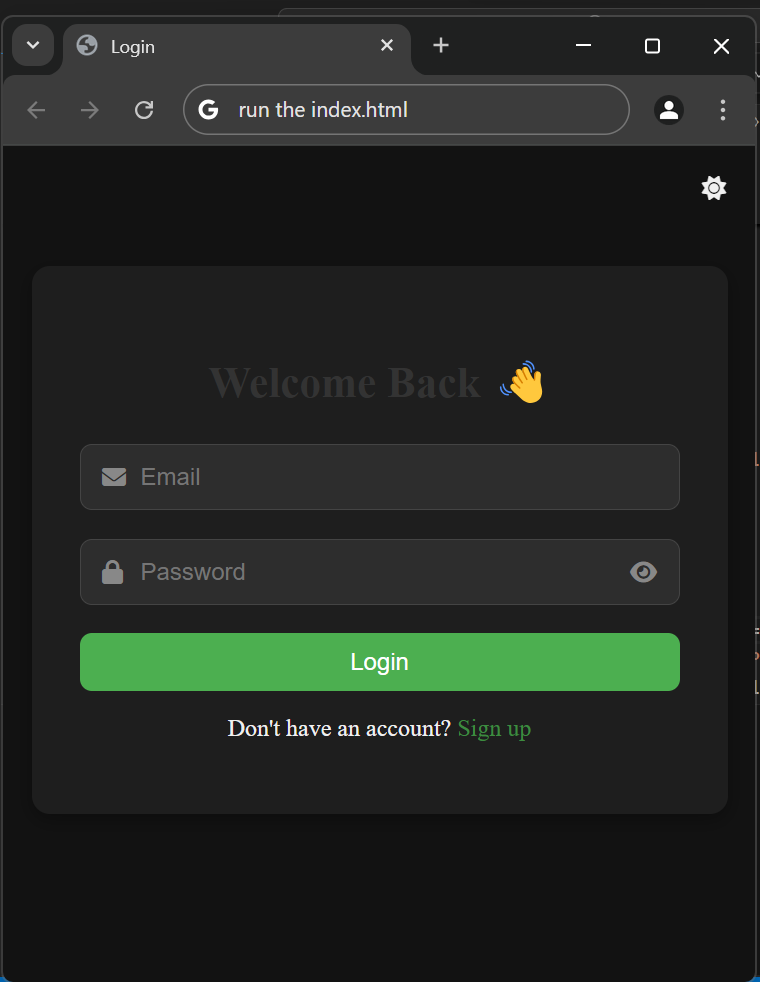 Login
run the index.html
Welcome Back 👋
Email
Password
Login
Don't have an account? Sign up